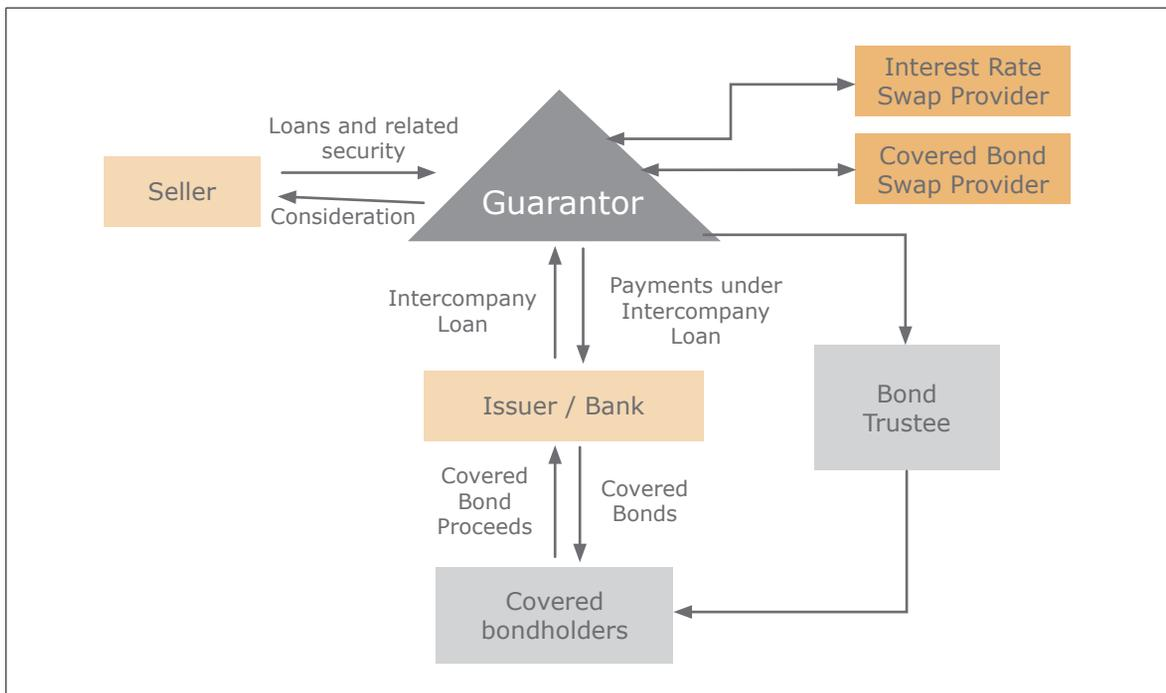 Interest Rate
Swap Provider
Loans and related
security
Covered Bond
Swap Provider
Seller
Guarantor
Consideration
Intercompany
Loan
Payments under
Intercompany
Loan
Issuer / Bank
Bond
Trustee
Covered
Bond
Proceeds
Covered
Bonds
Covered
bondholders